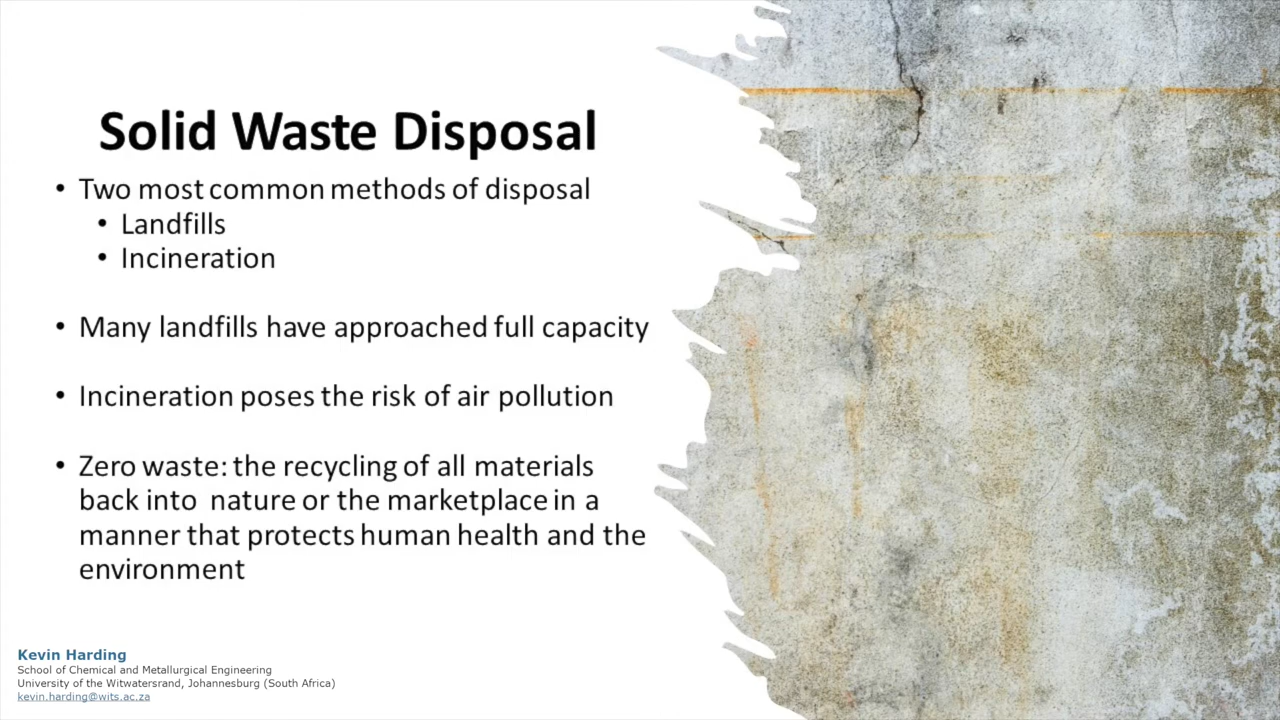 Solid Waste Disposal
• Two most common methods of disposal
• Landfills
• Incineration
• Many landfills have approached full capacity
• Incineration poses the risk of air pollution
• Zero waste: the recycling of all materials
back into nature or the marketplace in a
manner that protects human health and the
environment
Kevin Harding
School of Chemical and Metallurgical Engineering
University of the Witwatersrand, Johannesburg (South Africa)
kevin.harding@wits.ac.za